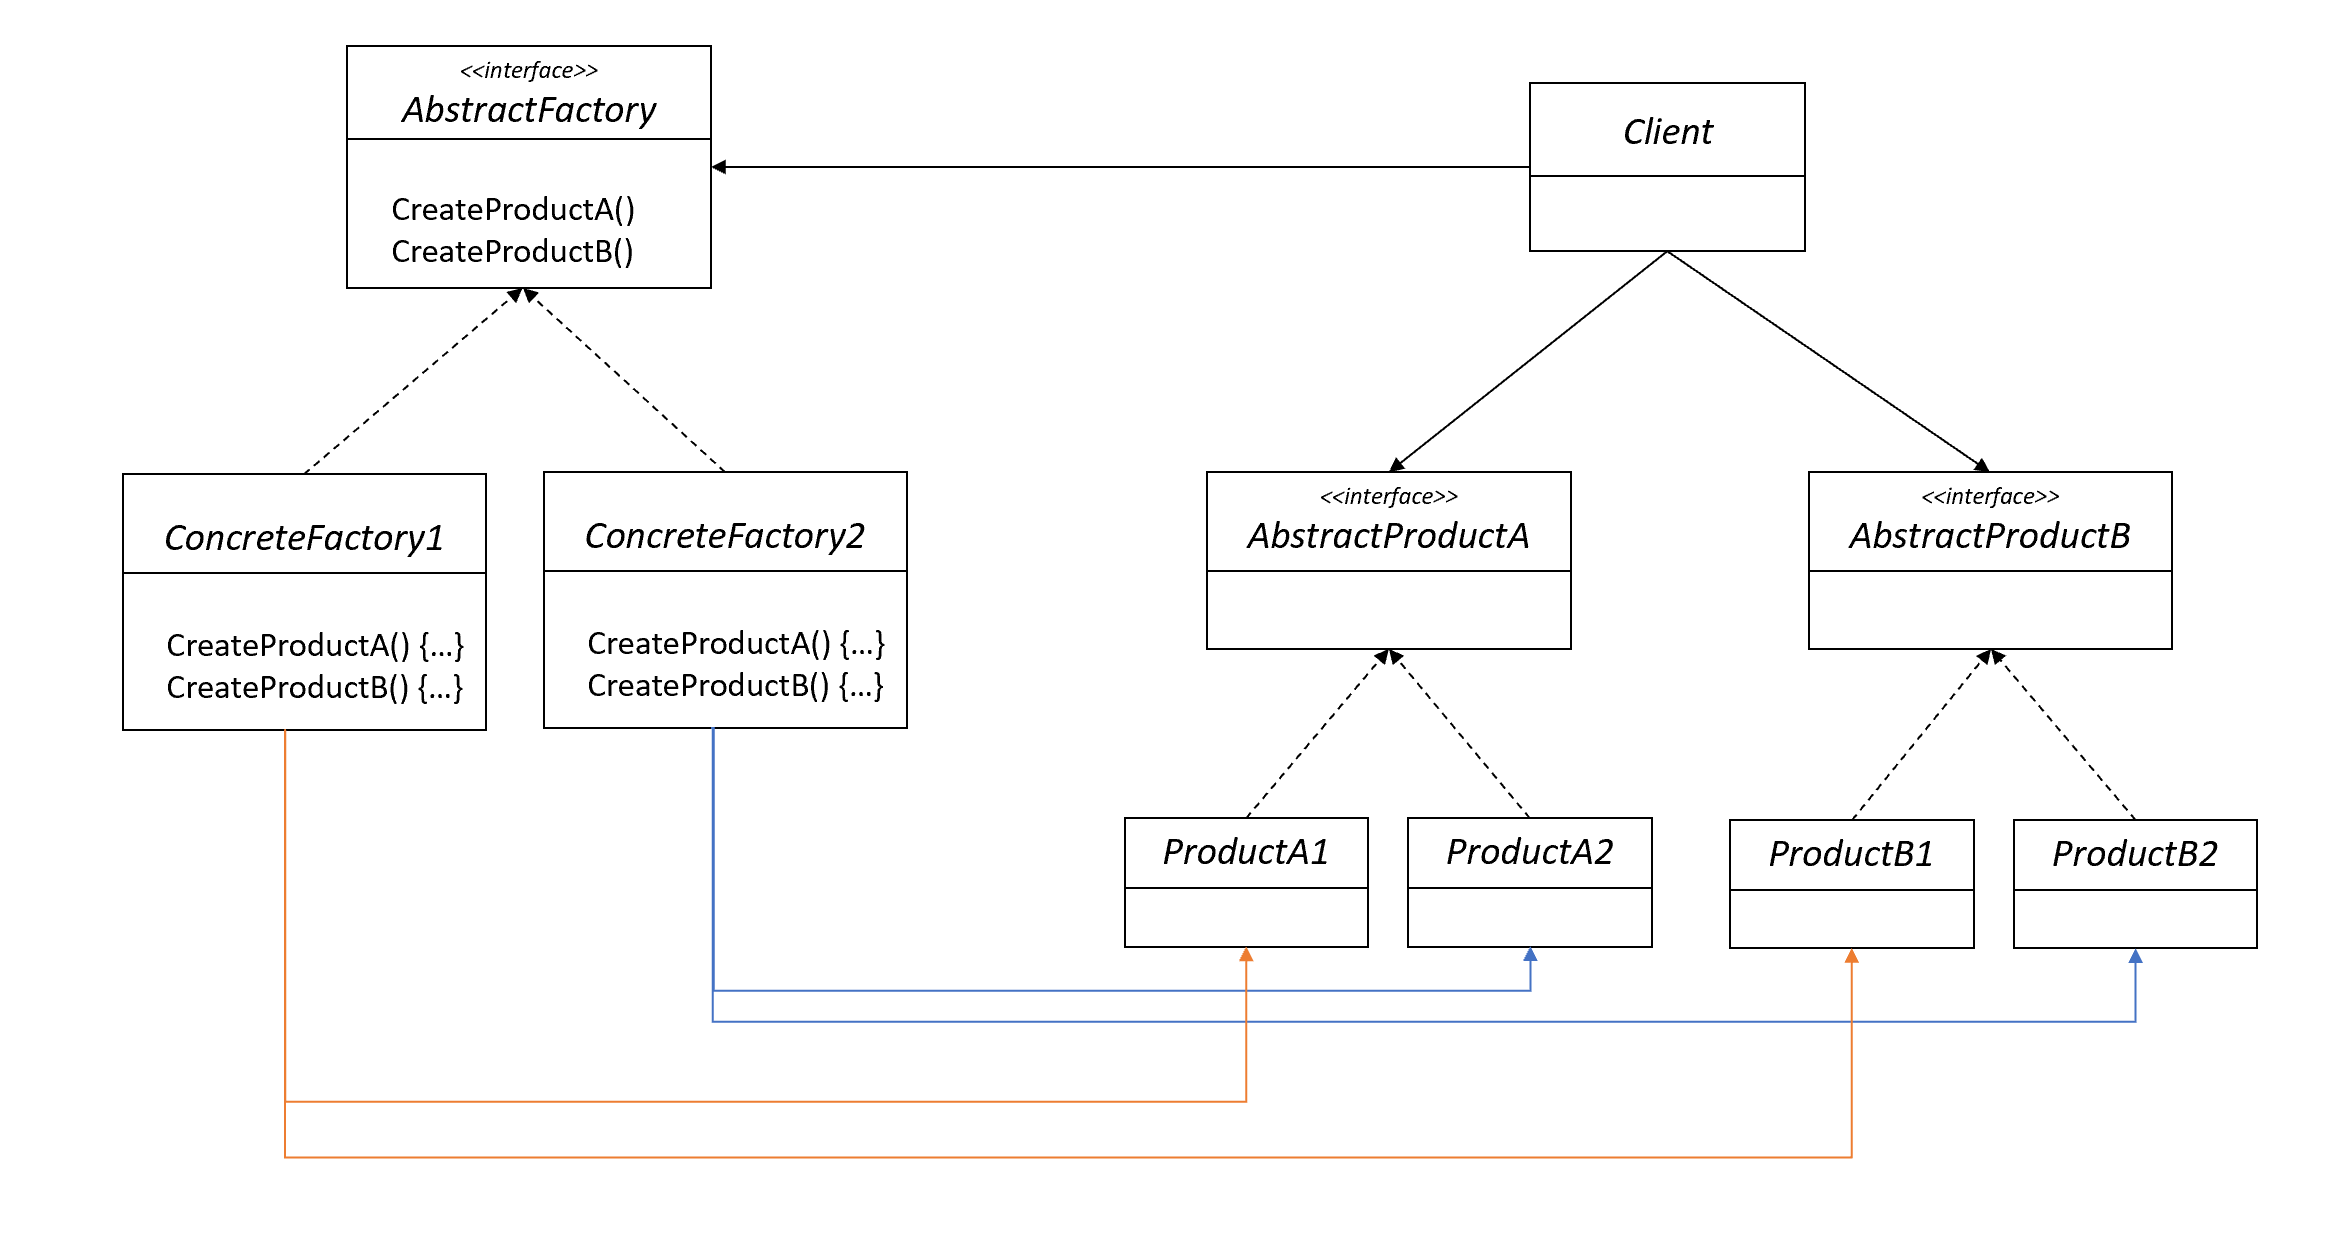 <<interface>>
AbstractFactory
CreateProductA()
CreateProductB()
Client
ConcreteFactory1
CreateProductA() {...}
CreateProductB() {...}
ConcreteFactory2
CreateProductA() {...}
CreateProductB() {...}
<<interface>>
AbstractProductA
<<interface>>
AbstractProductB
ProductA1
ProductA2
ProductB1
ProductB2